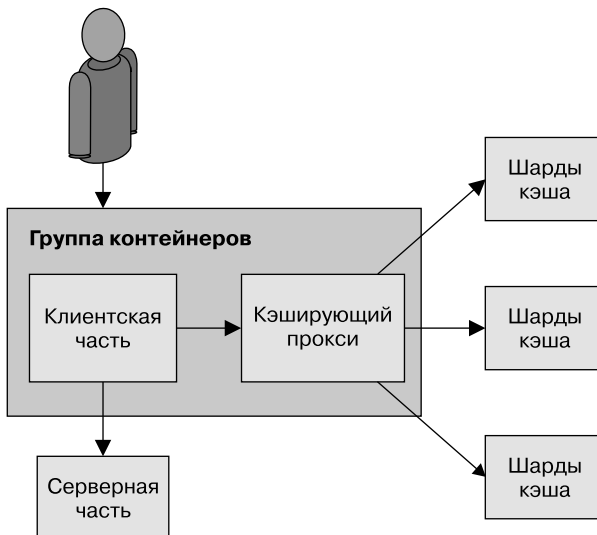 Шарды
кэша
Группа контейнеров
Клиентская
часть
Кэширующий
прокси
Шарды
кэша
Серверная
часть
Шарды
кэша